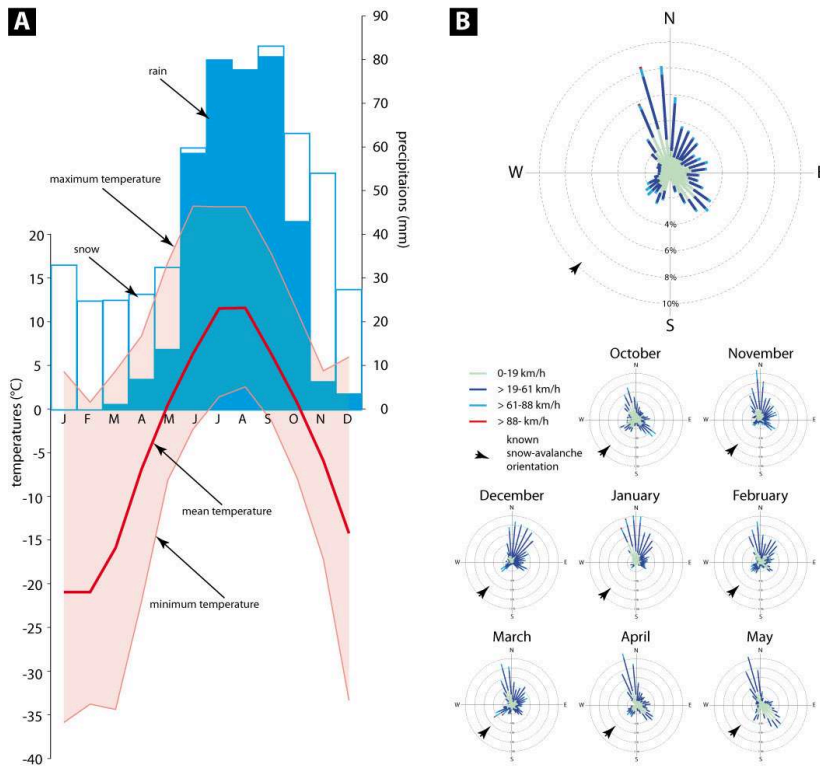 A
90
80
70
60
50
40
30
20
10
0
precipitaions (mm)
rain
maximum temperature
snow
20
15
10
5
0
-5
-10
-15
-20
-25
-30
-35
-40
temperatures (°C)
J F M A M J J A S O N D
mean temperature
minimum temperature
B
N
W
E
S
4%
6%
8%
10%
0-19 km/h
> 19-61 km/h
> 61-88 km/h
> 88- km/h
known
snow-avalanche
orientation
October
N
W
E
S
November
N
W
E
S
December
N
W
E
S
January
N
W
E
S
February
N
W
E
S
March
N
W
E
S
April
N
W
E
S
May
N
W
E
S